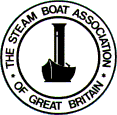 THE STEAM BOAT ASSOCIATION
• OF GREAT BRITAIN •